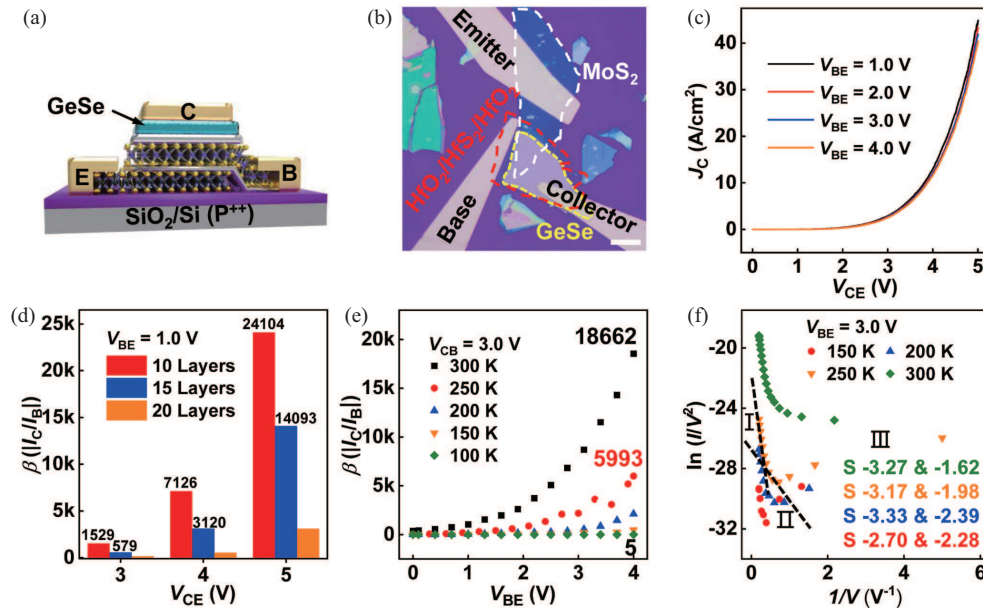 (a)
GeSe
C
E
B
SiO2/Si (P++)
(b)
Emitter
MoS2
HfO2/HfS2/HfO2
Base
Collector
GeSe
(c)
JC (A/cm2)
40
30
20
10
0
VBE = 1.0 V
VBE = 2.0 V
VBE = 3.0 V
VBE = 4.0 V
0 1 2 3 4 5
VCE (V)
(d)
β (|IC/IB|)
25k
20k
15k
10k
5k
0
VBE = 1.0 V
10 Layers
15 Layers
20 Layers
1529
579
7126
3120
24104
14093
3 4 5
VCE (V)
(e)
β (|IC/IB|)
20k
15k
10k
5k
0
VCB = 3.0 V
300 K
250 K
200 K
150 K
100 K
18662
5993
5
0 1 2 3 4
VBE (V)
(f)
ln (I/V2)
-20
-24
-28
-32
VBE = 3.0 V
150 K 200 K
250 K 300 K
I
II
III
S -3.27 & -1.62
S -3.17 & -1.98
S -3.33 & -2.39
S -2.70 & -2.28
0 2 4 6
1/V (V-1)